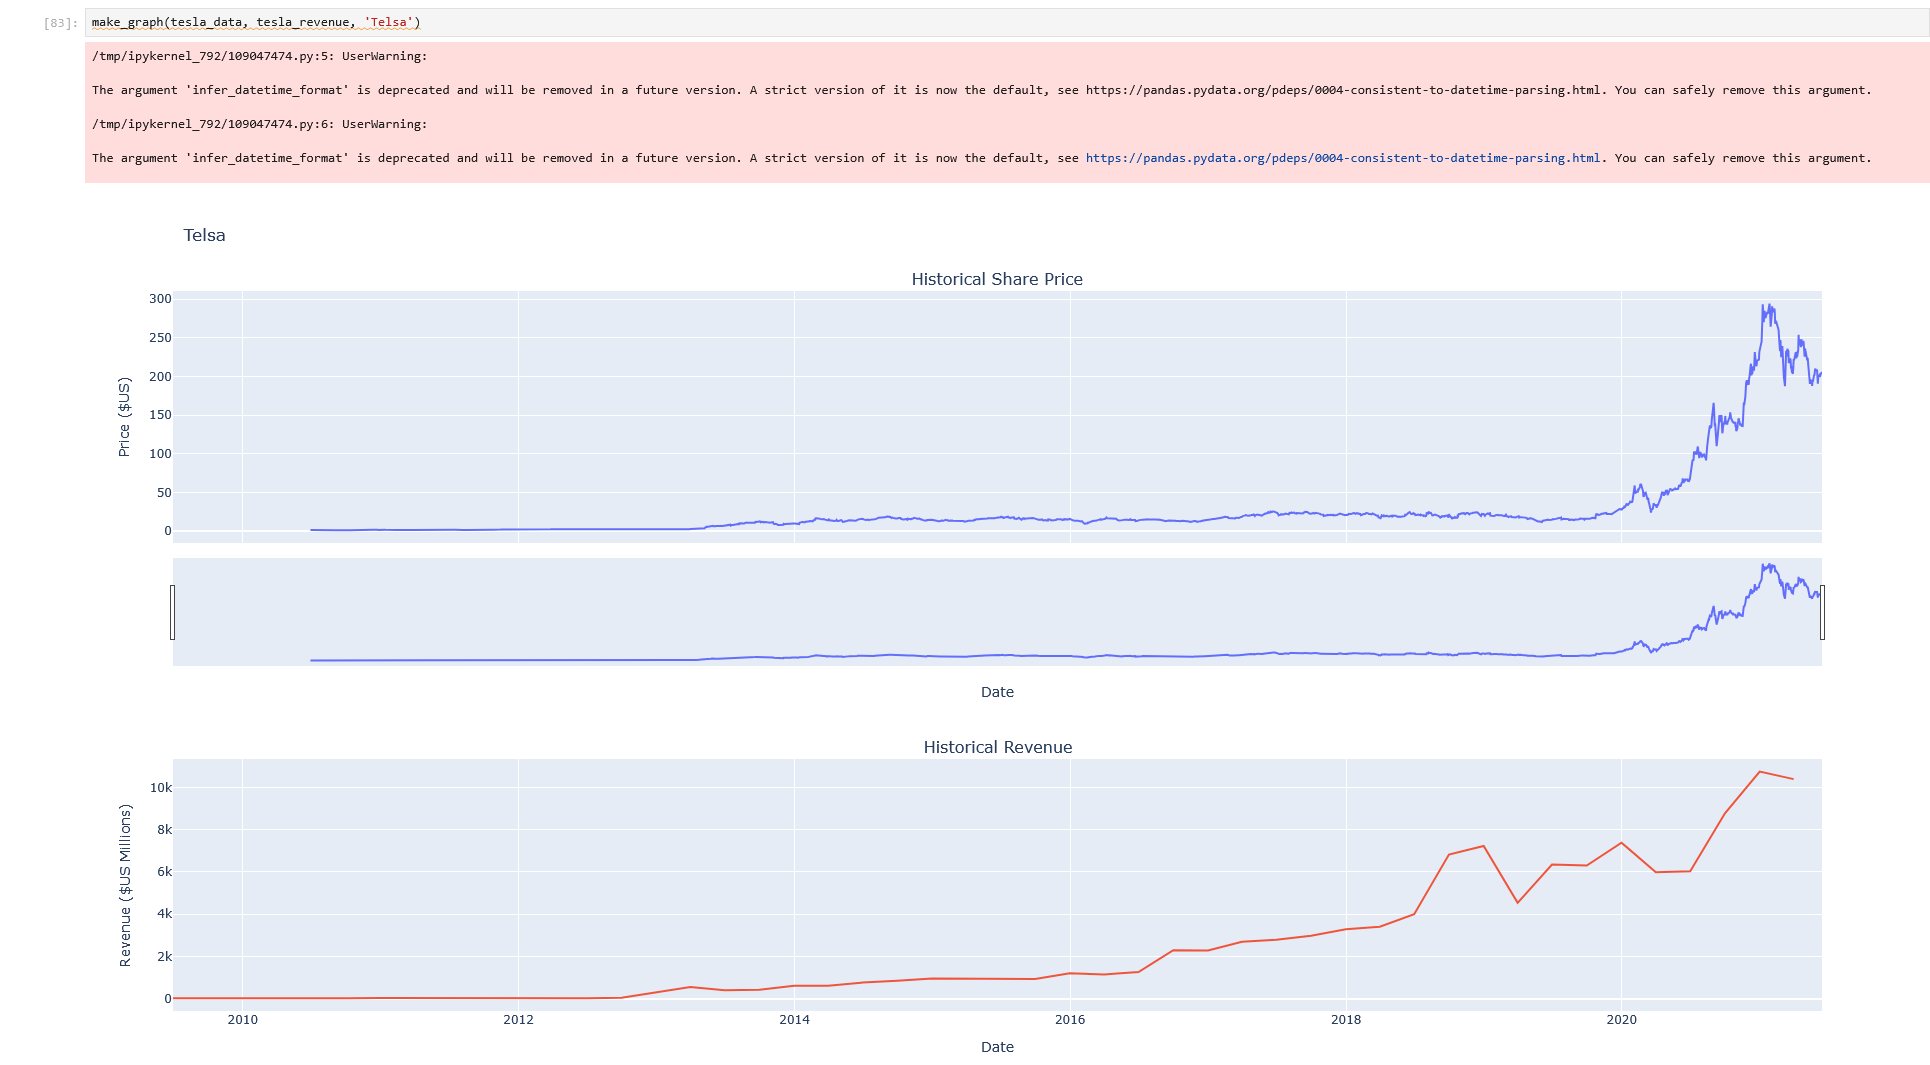 [83]: make_graph(tesla_data, tesla_revenue, 'Telsa')
/tmp/ipykernel_792/109047474.py:5: UserWarning:
The argument 'infer_datetime_format' is deprecated and will be removed in a future version. A strict version of it is now the default, see https://pandas.pydata.org/pdeps/0004-consistent-to-datetime-parsing.html. You can safely remove this argument.
/tmp/ipykernel_792/109047474.py:6: UserWarning:
The argument 'infer_datetime_format' is deprecated and will be removed in a future version. A strict version of it is now the default, see https://pandas.pydata.org/pdeps/0004-consistent-to-datetime-parsing.html. You can safely remove this argument.
Telsa
Historical Share Price
Price ($US)
300
250
200
150
100
50
0
Date
Historical Revenue
Revenue ($US Millions)
10k
8k
6k
4k
2k
0
2010 2012 2014 2016 2018 2020
Date